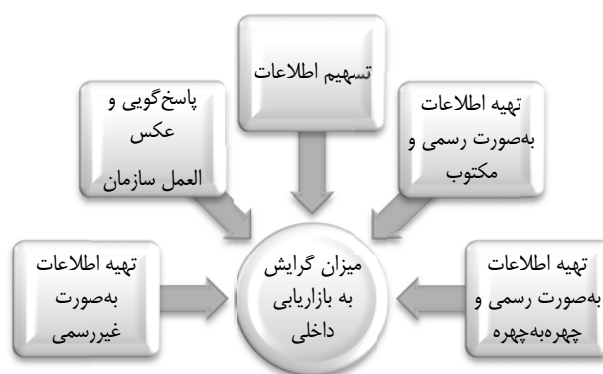 تسهیم اطلاعات
تهیه اطلاعات
به‌صورت رسمی و
مکتوب
پاسخ‌گویی و
عکس
العمل سازمان
تهیه اطلاعات
به‌صورت رسمی و
چهره‌به‌چهره
میزان گرایش
به بازاریابی
داخلی
تهیه اطلاعات
به‌صورت
غیررسمی